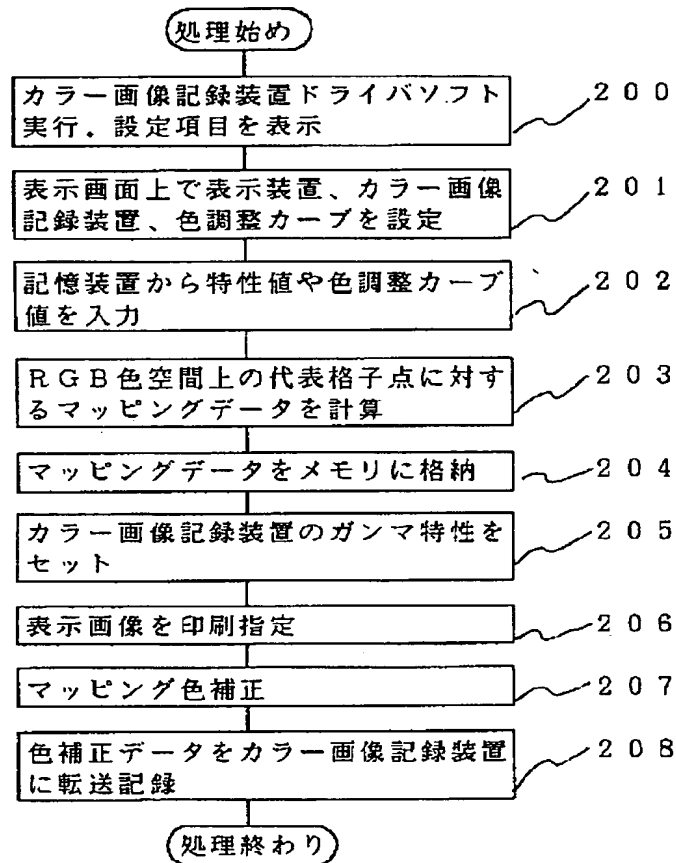 処理始め
カラー画像記録装置ドライバソフト
実行．設定項目を表示
200
表示画面上で表示装置、カラー画像
記録装置、色調整カーブを設定
201
記憶装置から特性値や色調整カーブ
値を入力
202
RGB色空間上の代表格子点に対す
るマッピングデータを計算
203
マッピングデータをメモリに格納
204
カラー画像記録装置のガンマ特性を
セット
205
表示画像を印刷指定
206
マッピング色補正
207
色補正データをカラー画像記録装置
に転送記録
208
処理終わり